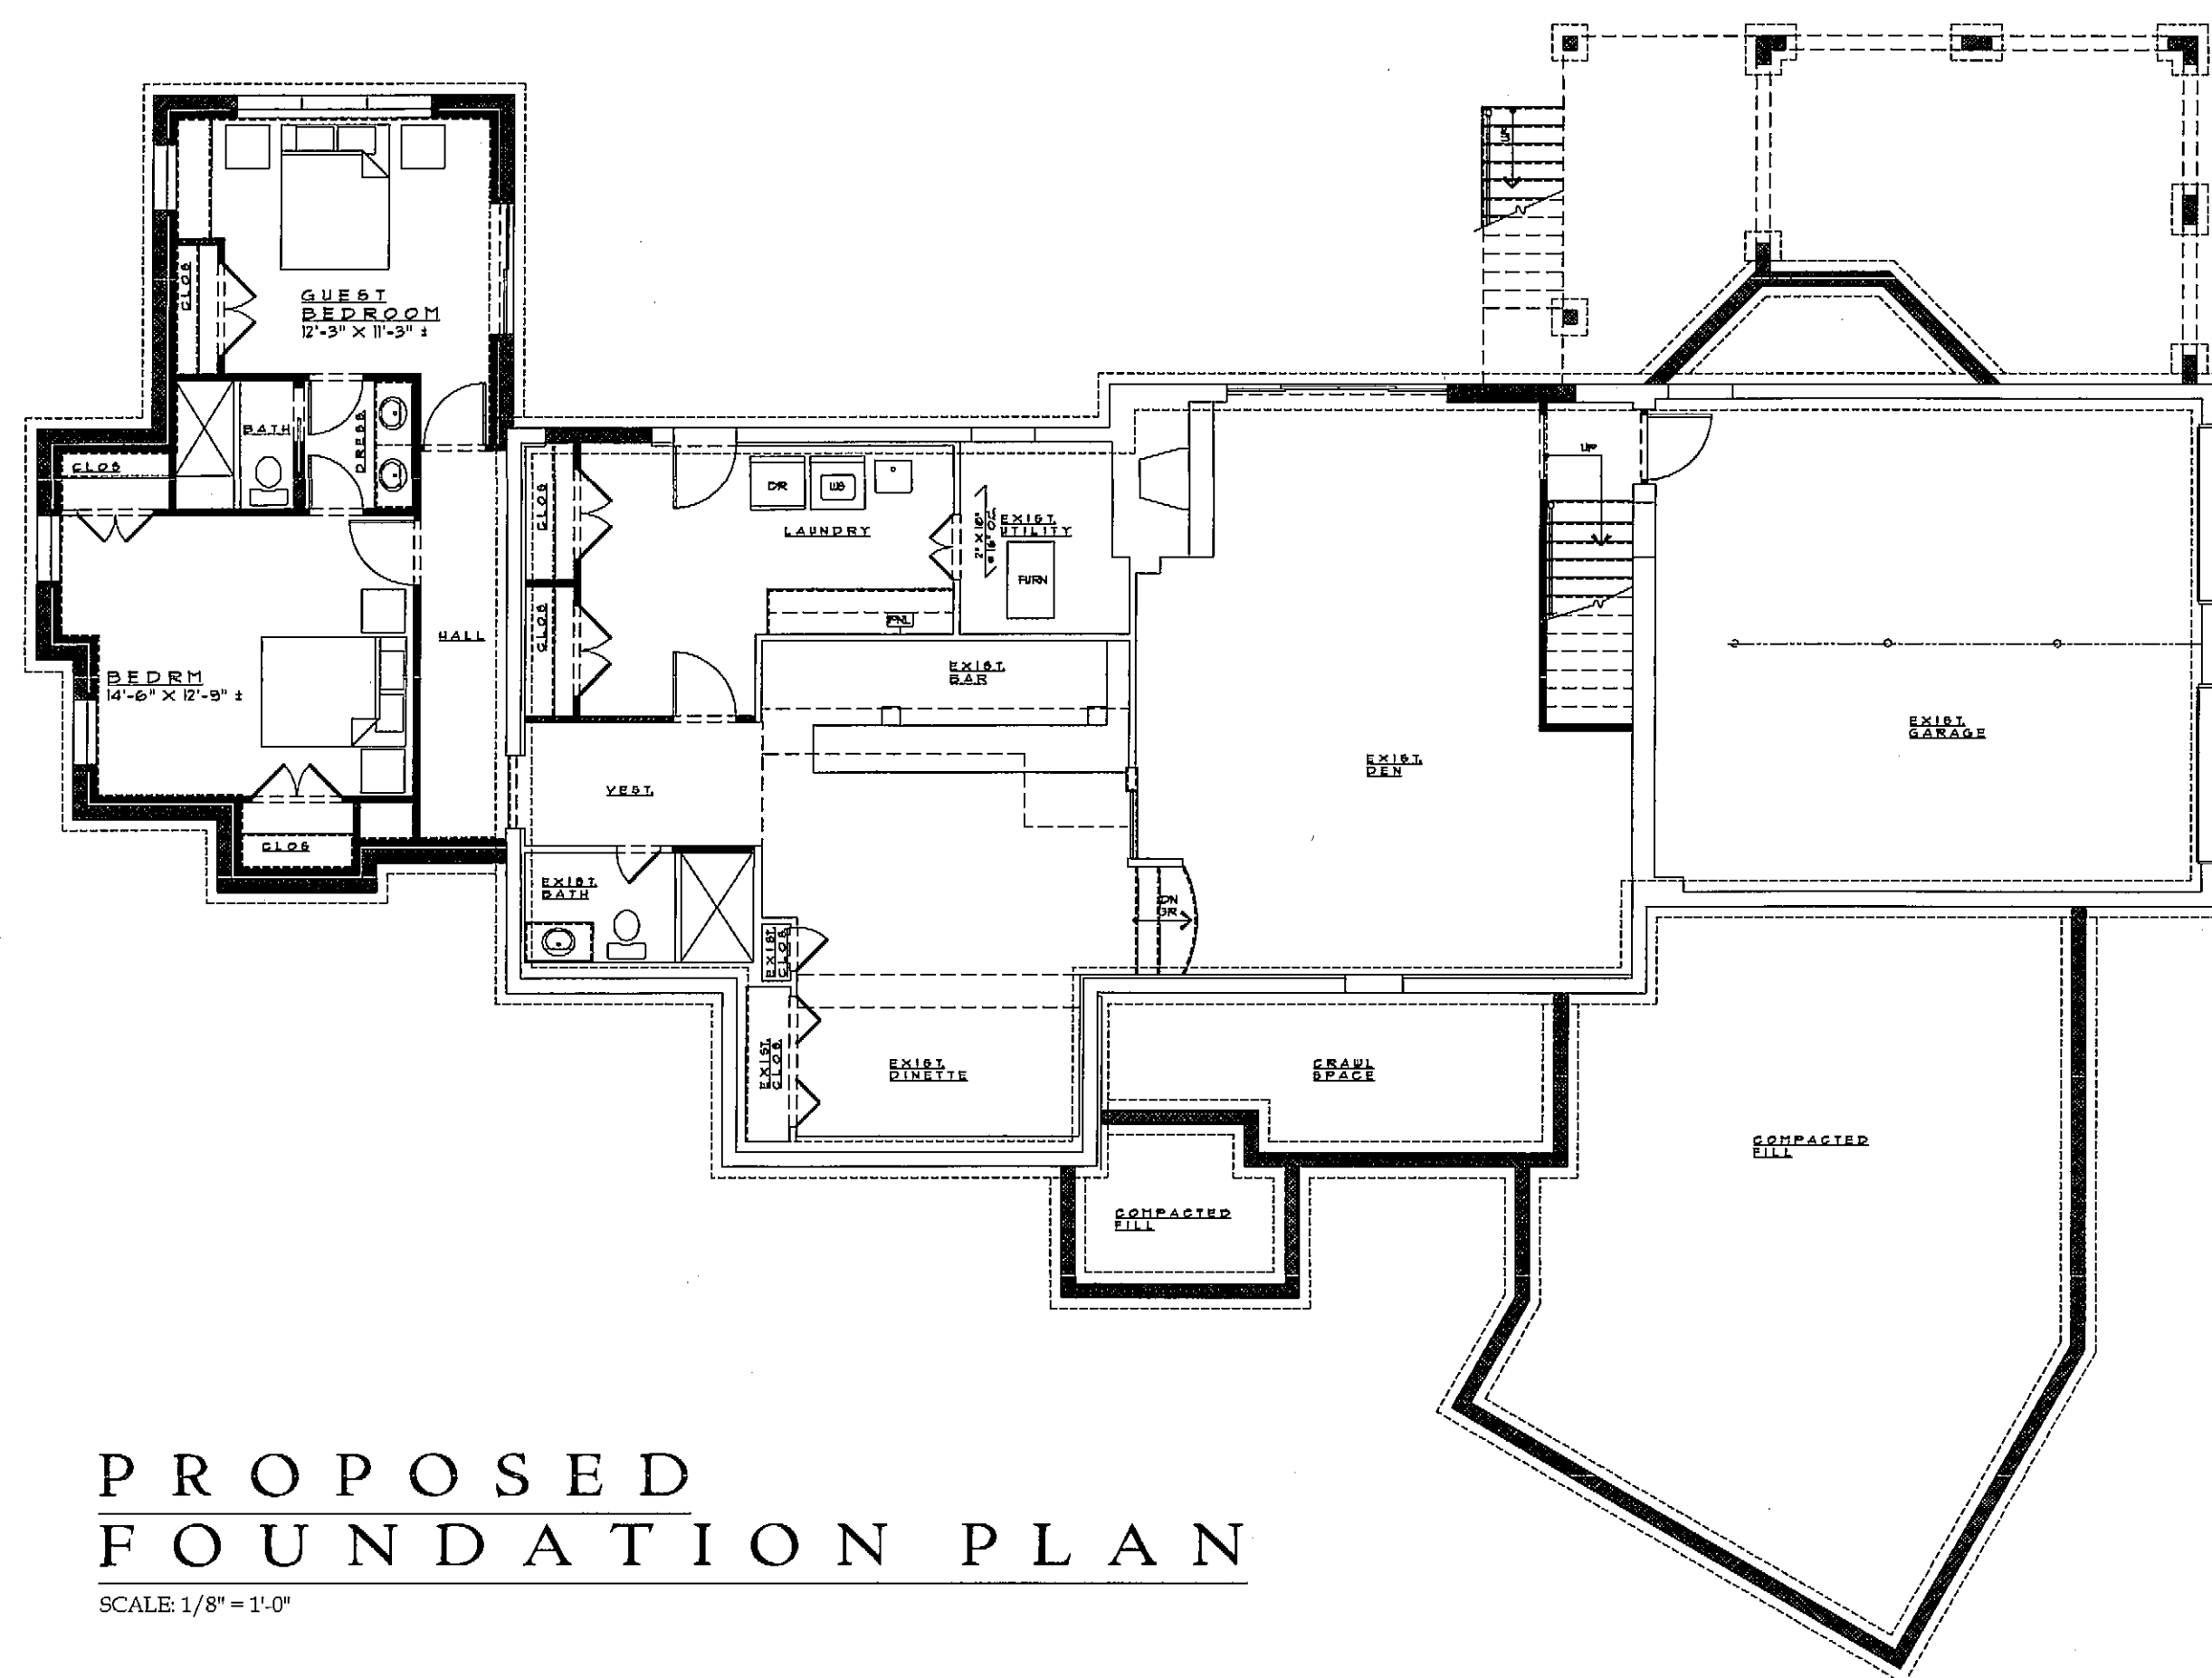 UP
CLOS
GUEST
BEDROOM
12'-3" X 11'-3" ±
BATH
DRESS
CLOS
UP
CLOS
DR
WS
LAUNDRY
2" X 16"
EXIST.
UTILITY
FURN
CLOS
PNL
HALL
BEDRM
14'-6" X 12'-9" ±
EXIST.
BAR
EXIST.
GARAGE
EXIST.
DEN
VEST.
CLOS
EXIST.
BATH
DN
EXIST.
CLOS
EXIST.
CLOS.
EXIST.
DINETTE
CRAWL
SPACE
COMPACTED
FILL
COMPACTED
FILL
PROPOSED
FOUNDATION PLAN
SCALE: 1/8" = 1'-0"